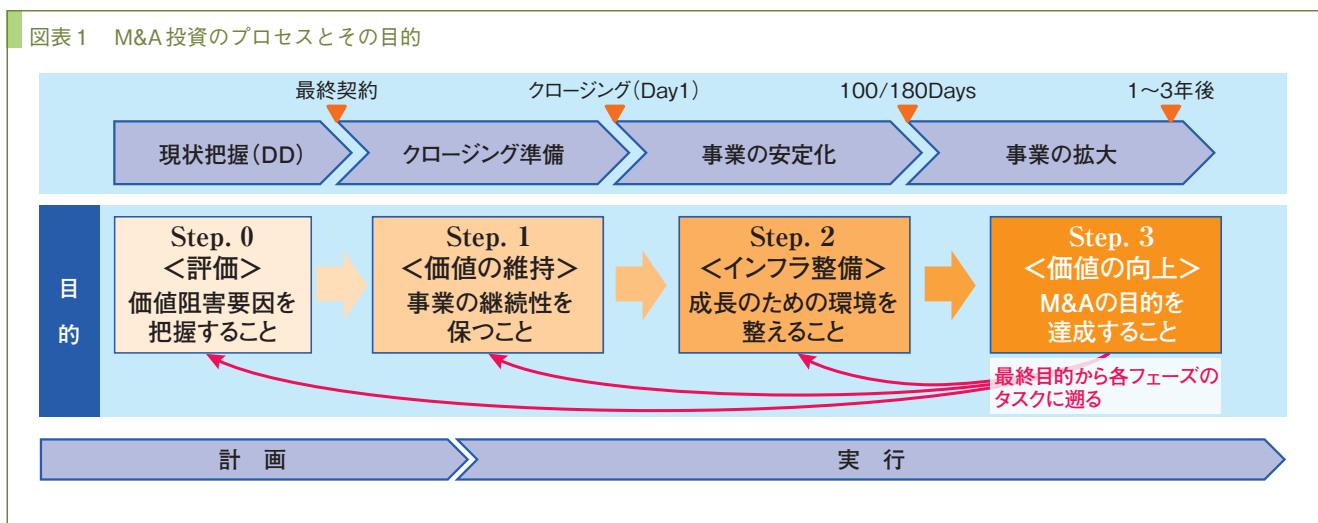 図表1 M&A投資のプロセスとその目的
最終契約
クロージング(Day1)
100/180Days
1～3年後
現状把握(DD)
クロージング準備
事業の安定化
事業の拡大
目的
Step. 0
＜評価＞
価値阻害要因を
把握すること
Step. 1
＜価値の維持＞
事業の継続性を
保つこと
Step. 2
＜インフラ整備＞
成長のための環境を
整えること
Step. 3
＜価値の向上＞
M&Aの目的を
達成すること
最終目的から各フェーズの
タスクに遡る
計 画
実 行